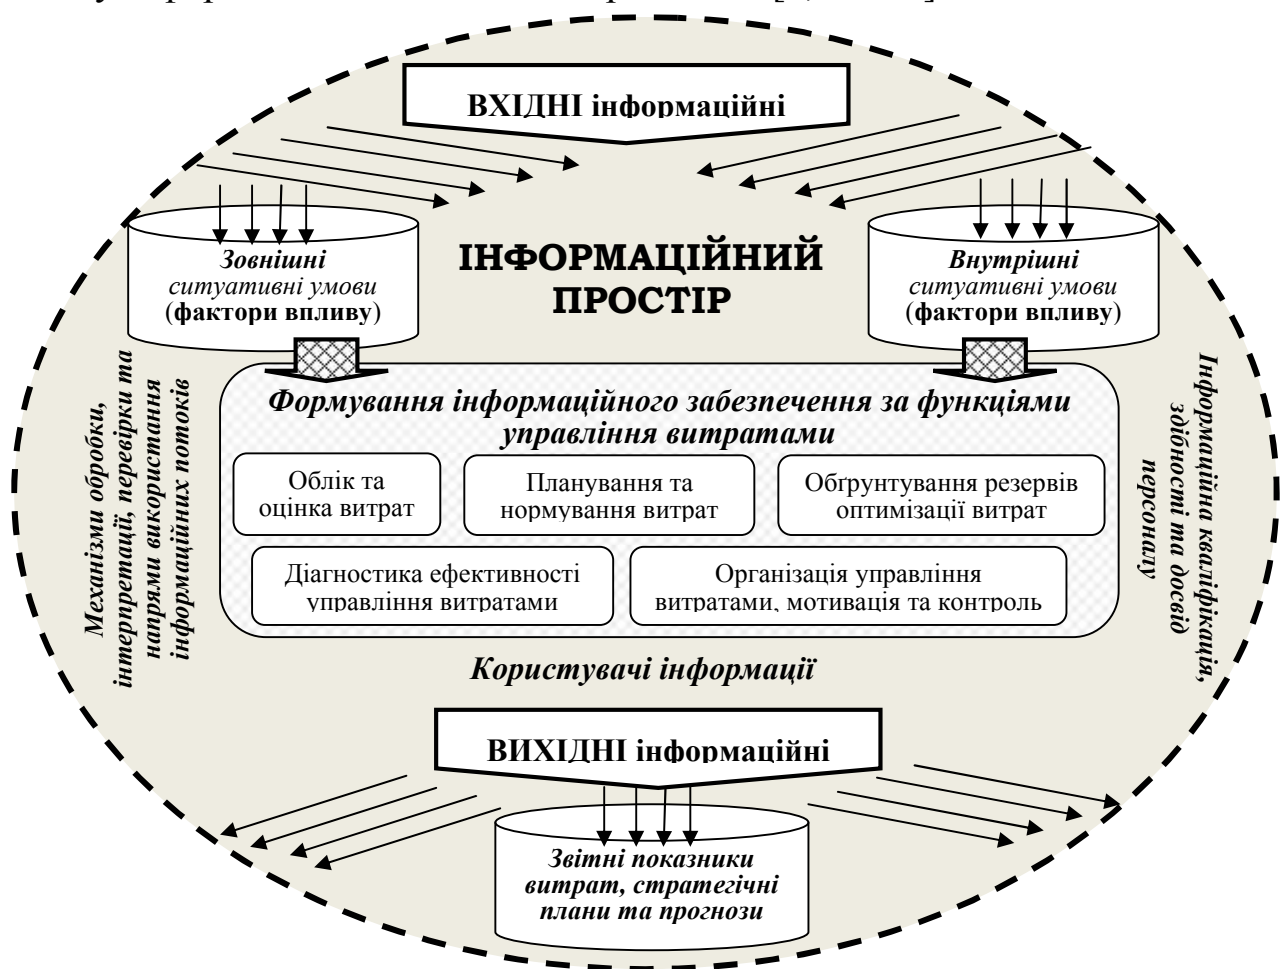 ВХІДНІ інформаційні
Зовнішні
ситуативні умови
(фактори впливу)
ІНФОРМАЦІЙНИЙ
ПРОСТІР
Внутрішні
ситуативні умови
(фактори впливу)
Механізми обробки,
інтерпретації, перевірки та
напрями використання
інформаційних потоків
Формування інформаційного забезпечення за функціями
управління витратами
Облік та
оцінка витрат
Планування та
нормування витрат
Обґрунтування резервів
оптимізації витрат
Діагностика ефективності
управління витратами
Організація управління
витратами, мотивація та контроль
Інформаційна кваліфікація,
здібності та досвід
персоналу
Користувачі інформації
ВИХІДНІ інформаційні
Звітні показники
витрат, стратегічні
плани та прогнози